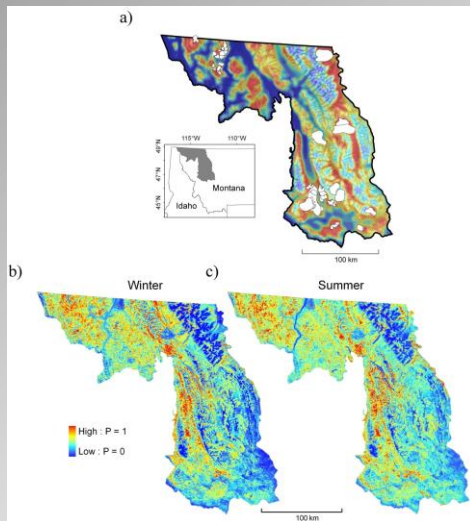 a)
115°W 110°W
49°N
47°N
45°N
Montana
Idaho
100 km
b) Winter
c) Summer
High : P = 1
Low : P = 0
100 km